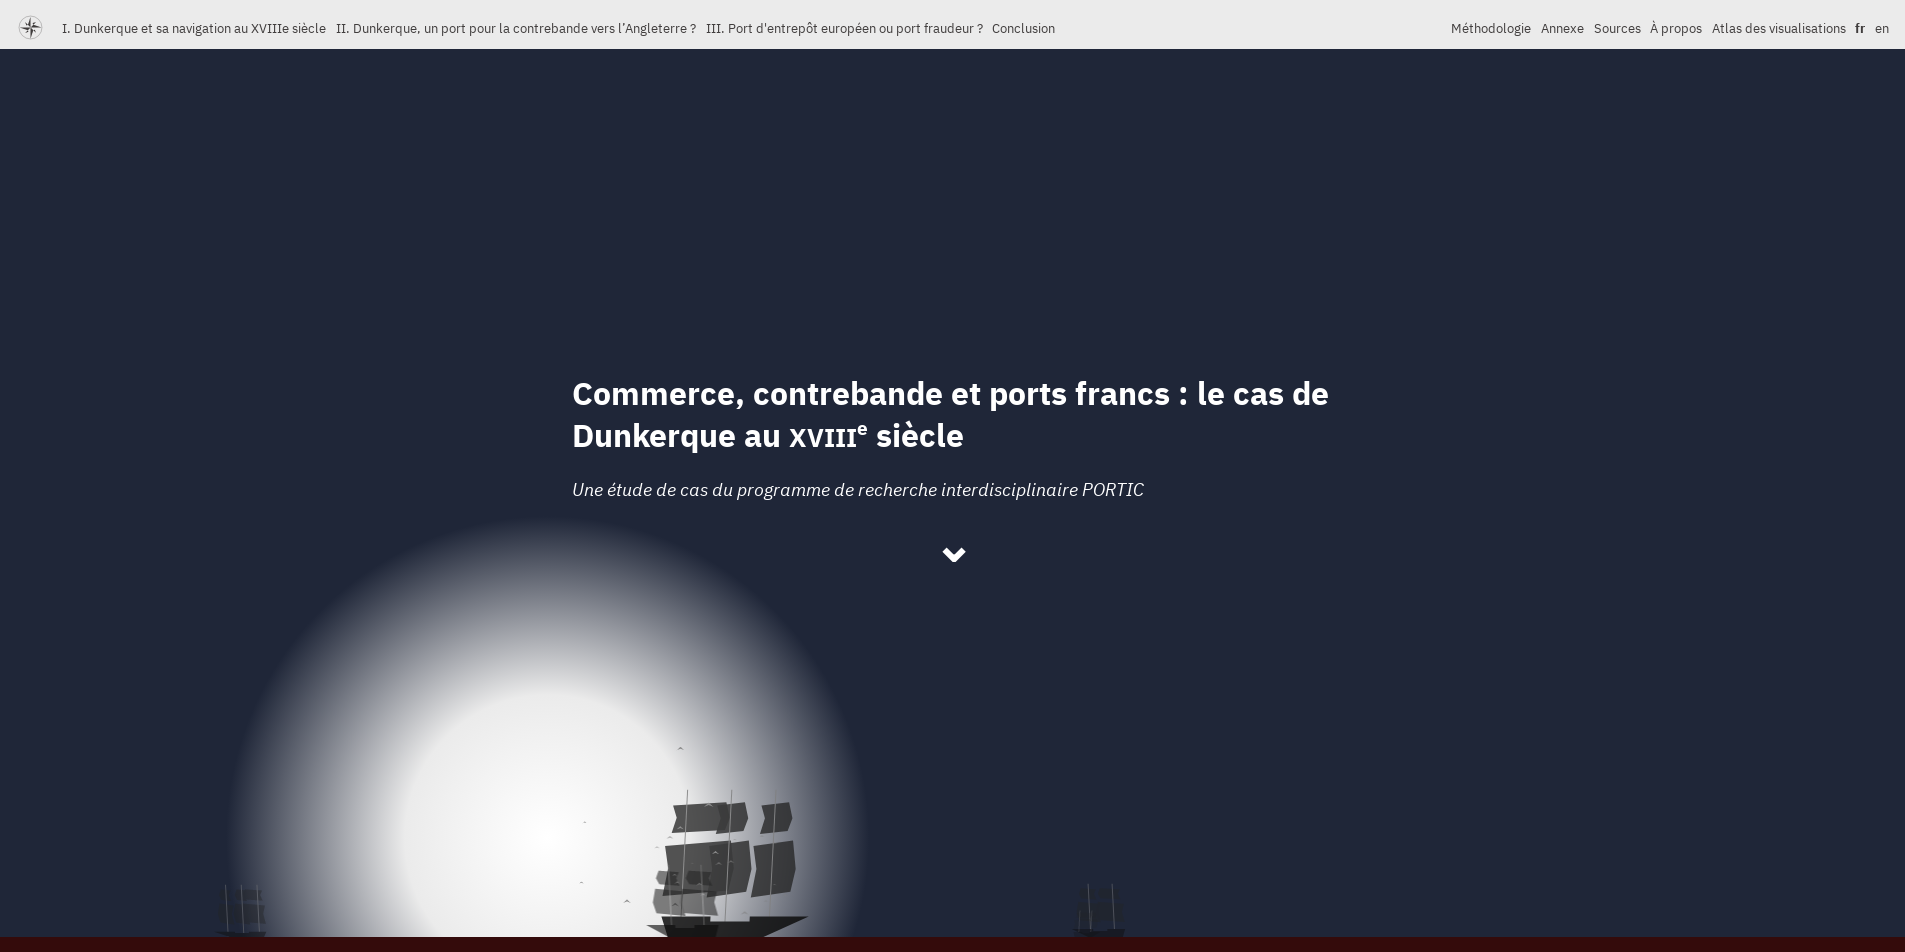 I. Dunkerque et sa navigation au XVIIIe siècle II. Dunkerque, un port pour la contrebande vers l’Angleterre ? III. Port d'entrepôt européen ou port fraudeur ? Conclusion Méthodologie Annexe Sources À propos Atlas des visualisations fr en
Commerce, contrebande et ports francs : le cas de
Dunkerque au XVIIIe siècle
Une étude de cas du programme de recherche interdisciplinaire PORTIC